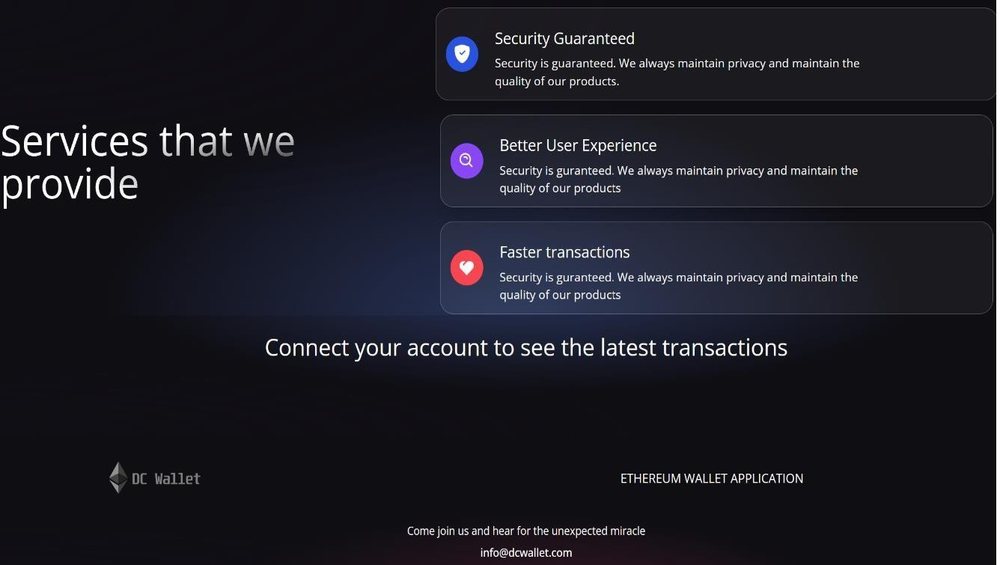 Services that we
provide
Security Guaranteed
Security is guaranteed. We always maintain privacy and maintain the
quality of our products.
Better User Experience
Security is guranteed. We always maintain privacy and maintain the
quality of our products
Faster transactions
Security is guranteed. We always maintain privacy and maintain the
quality of our products
Connect your account to see the latest transactions
DC Wallet
ETHEREUM WALLET APPLICATION
Come join us and hear for the unexpected miracle
info@dcwallet.com